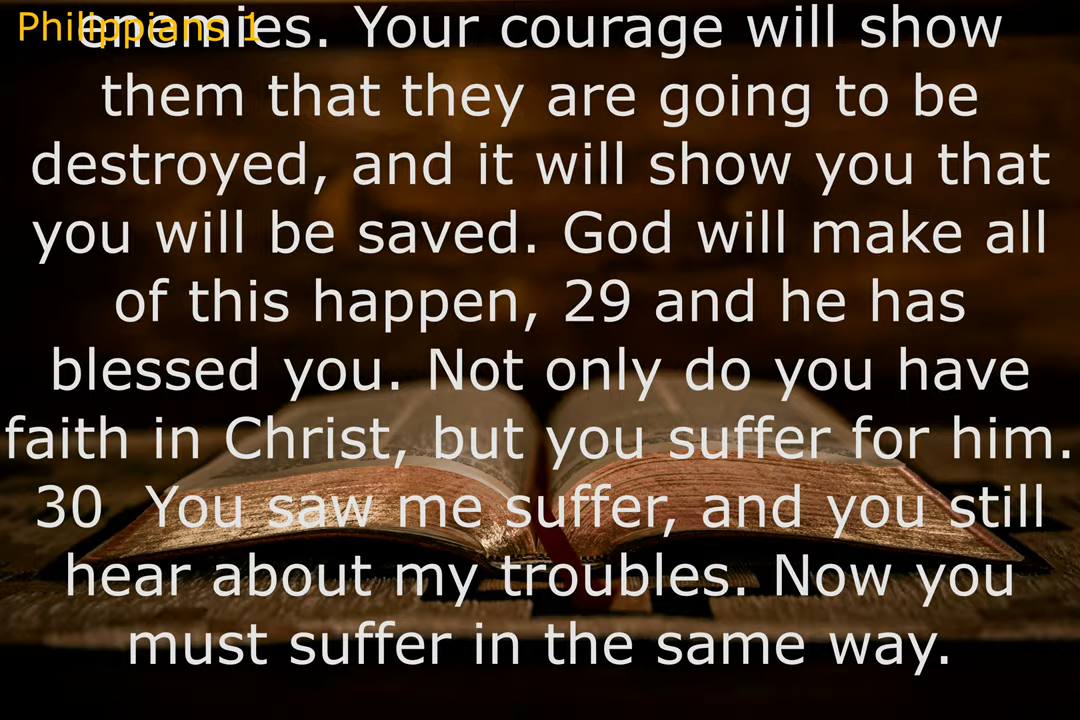 Philippians 1
enemies. Your courage will show
them that they are going to be
destroyed, and it will show you that
you will be saved. God will make all
of this happen, 29 and he has
blessed you. Not only do you have
faith in Christ, but you suffer for him.
30  You saw me suffer, and you still
hear about my troubles. Now you
must suffer in the same way.